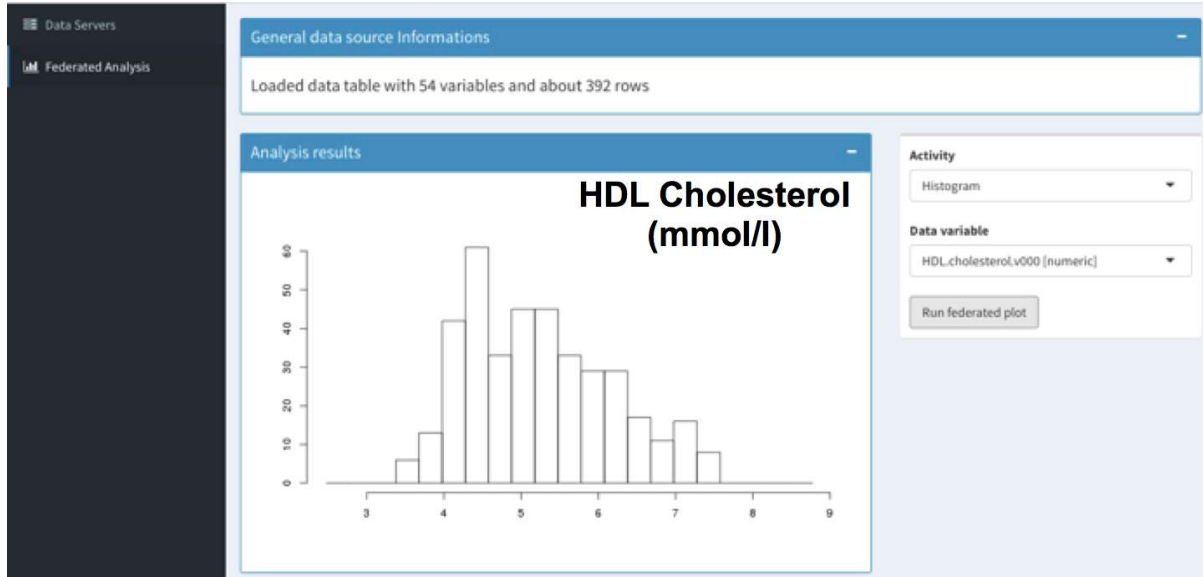 Data Servers
Federated Analysis
General data source Informations
Loaded data table with 54 variables and about 392 rows
Analysis results
HDL Cholesterol
(mmol/l)
60
50
40
30
20
10
0
3 4 5 6 7 8 9
Activity
Histogram
Data variable
HDL.cholesterol.v000 [numeric]
Run federated plot